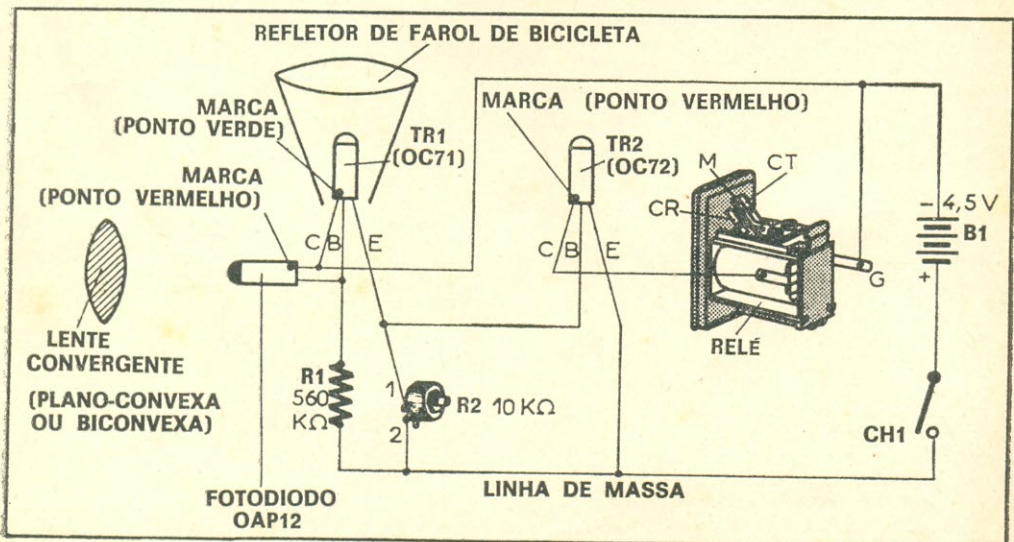 REFLETOR DE FAROL DE BICICLETA
MARCA
(PONTO VERDE)
TR1
(OC71)
MARCA (PONTO VERMELHO)
TR2
(OC72)
MARCA
(PONTO VERMELHO)
C B E
C B E
M
CT
CR
G
RELÉ
- 4,5 V
B1
+
CH1
LENTE
CONVERGENTE
(PLANO-CONVEXA
OU BICONVEXA)
R1
560
KΩ
1
2
R2 10 KΩ
LINHA DE MASSA
FOTODIODO
OAP12